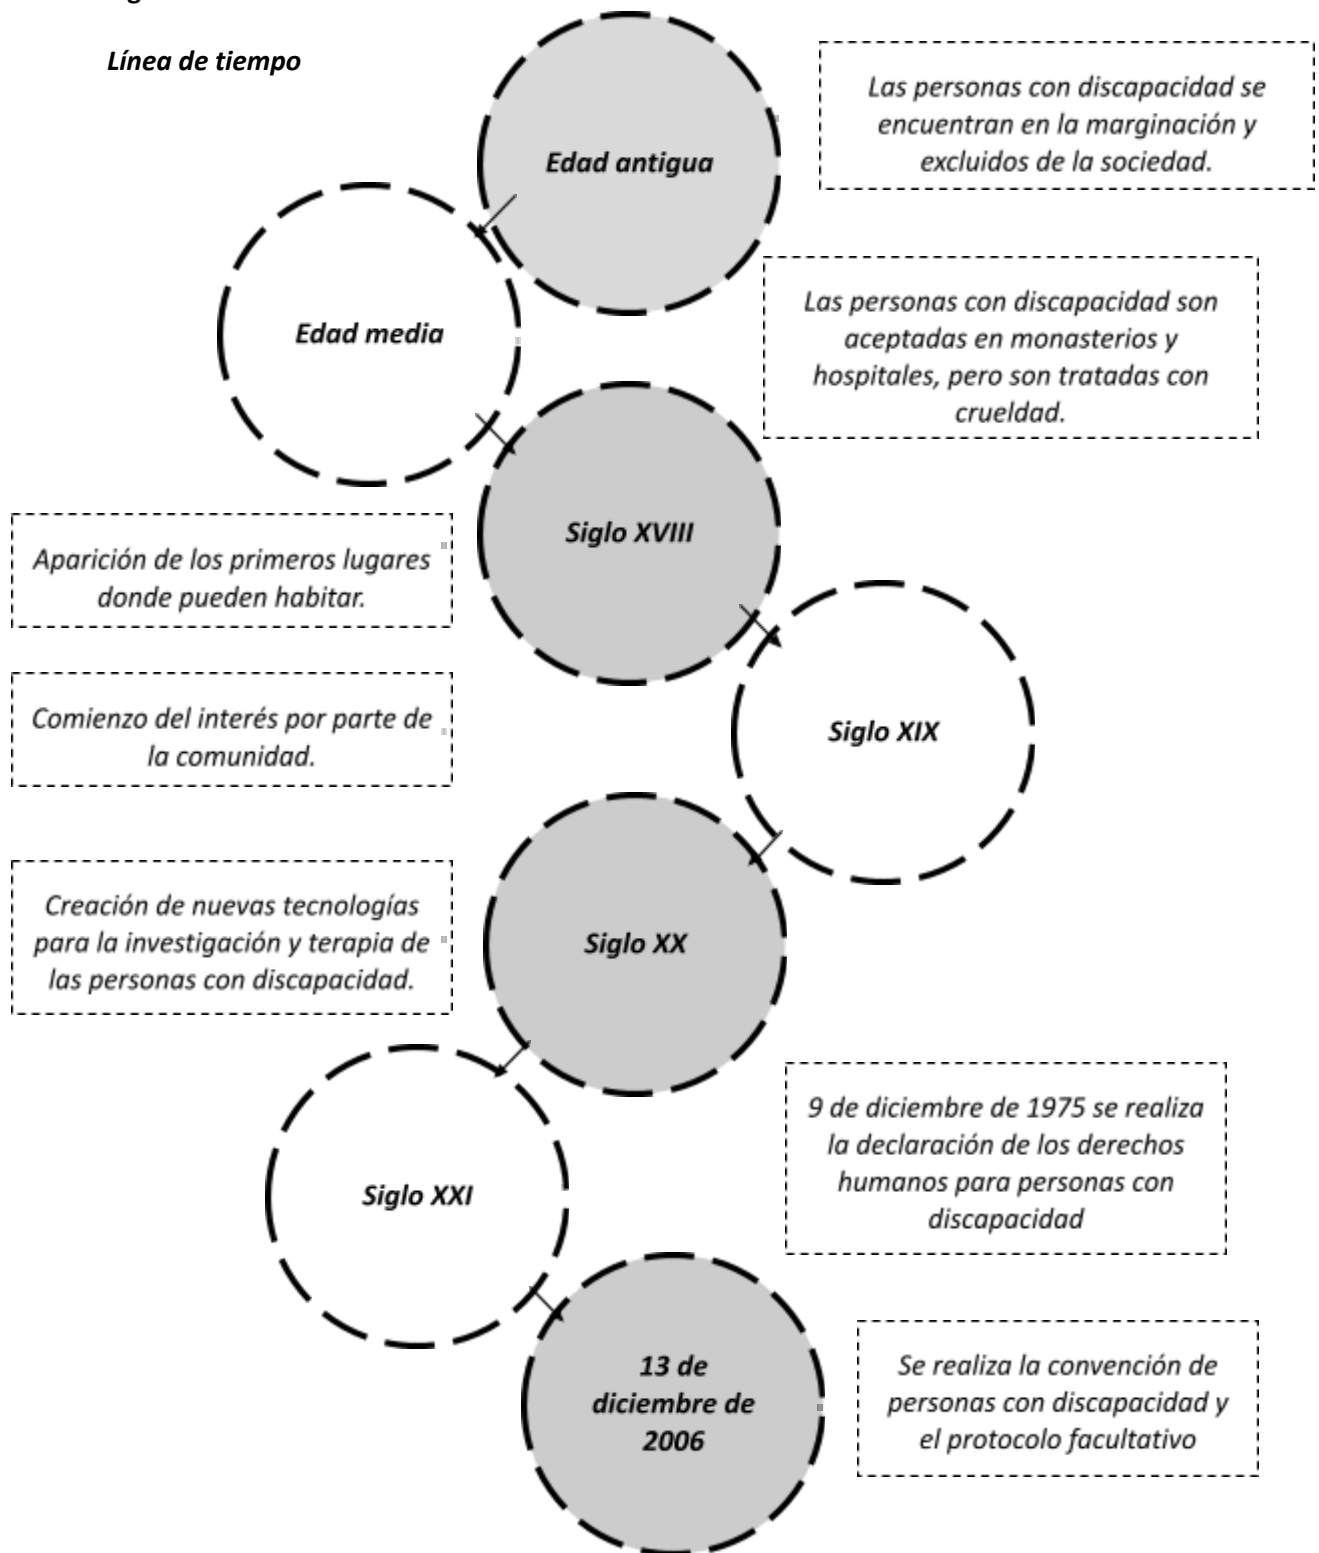 Línea de tiempo
Edad antigua
Las personas con discapacidad se
encuentran en la marginación y
excluidos de la sociedad.
Edad media
Las personas con discapacidad son
aceptadas en monasterios y
hospitales, pero son tratadas con
crueldad.
Siglo XVIII
Aparición de los primeros lugares
donde pueden habitar.
Siglo XIX
Comienzo del interés por parte de
la comunidad.
Siglo XX
Creación de nuevas tecnologías
para la investigación y terapia de
las personas con discapacidad.
Siglo XXI
9 de diciembre de 1975 se realiza
la declaración de los derechos
humanos para personas con
discapacidad
13 de
diciembre de
2006
Se realiza la convención de
personas con discapacidad y
el protocolo facultativo